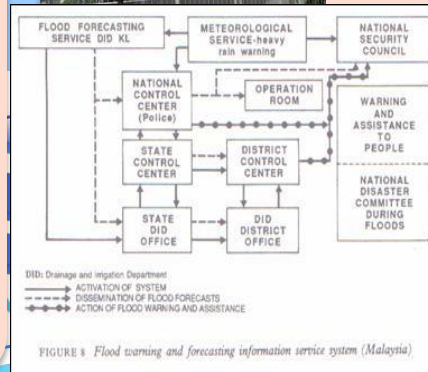 FLOOD FORECASTING
SERVICE DID KL
METEOROLOGICAL
SERVICE-heavy
rain warning
NATIONAL
SECURITY
COUNCIL
NATIONAL
CONTROL
CENTER
(Police)
OPERATION
ROOM
WARNING
AND
ASSISTANCE
TO
PEOPLE
STATE
CONTROL
CENTER
DISTRICT
CONTROL
CENTER
NATIONAL
DISASTER
COMMITTEE
DURING
FLOODS
STATE
DID
OFFICE
DID
DISTRICT
OFFICE
DID: Drainage and Irrigation Department
ACTIVATION OF SYSTEM
DISSEMINATION OF FLOOD FORECASTS
ACTION OF FLOOD WARNING AND ASSISTANCE
FIGURE 8 Flood warning and forecasting information service system (Malaysia)